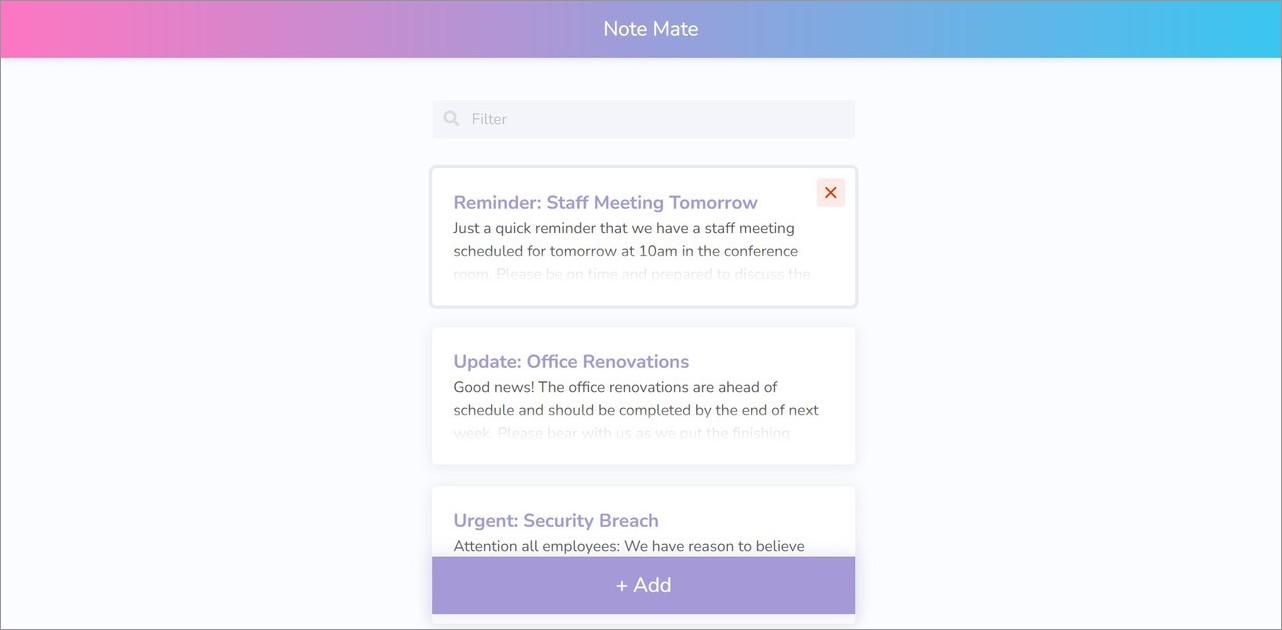 Note Mate
Filter
Reminder: Staff Meeting Tomorrow
Just a quick reminder that we have a staff meeting
scheduled for tomorrow at 10am in the conference
room. Please be on time and prepared to discuss the
Update: Office Renovations
Good news! The office renovations are ahead of
schedule and should be completed by the end of next
week. Please bear with us as we put the finishing
Urgent: Security Breach
Attention all employees: We have reason to believe
+ Add